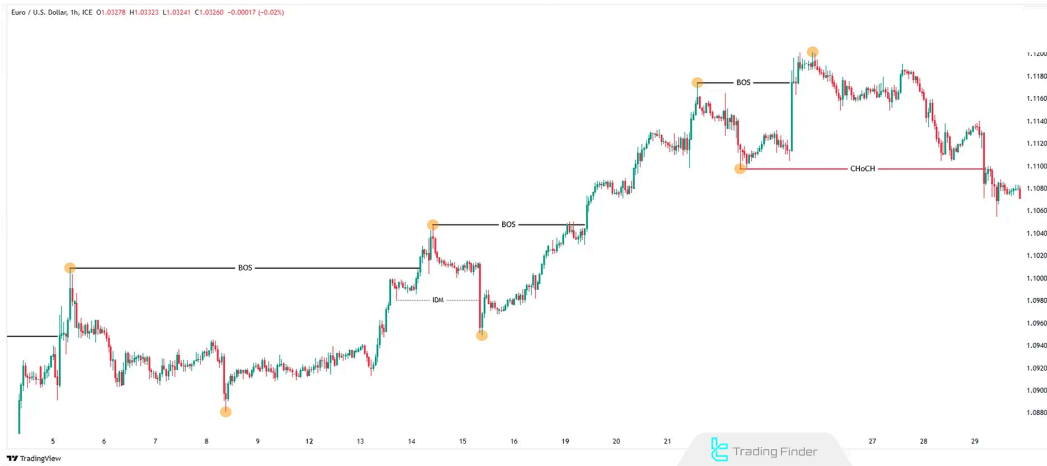 Euro / U.S. Dollar, 1h, ICE O1.03278 H1.03323 L1.03241 C1.03260 −0.00017 (−0.02%)
1.1200
BOS
1.1180
1.1160
1.1140
1.1120
CHoCH
1.1100
1.1080
1.1060
BOS
1.1040
1.1020
BOS
1.1000
IDM
1.0980
1.0960
1.0940
1.0920
1.0900
1.0880
5 6 7 8 9 12 13 14 15 16 19 20 21 27 28 29
TradingView
Trading Finder